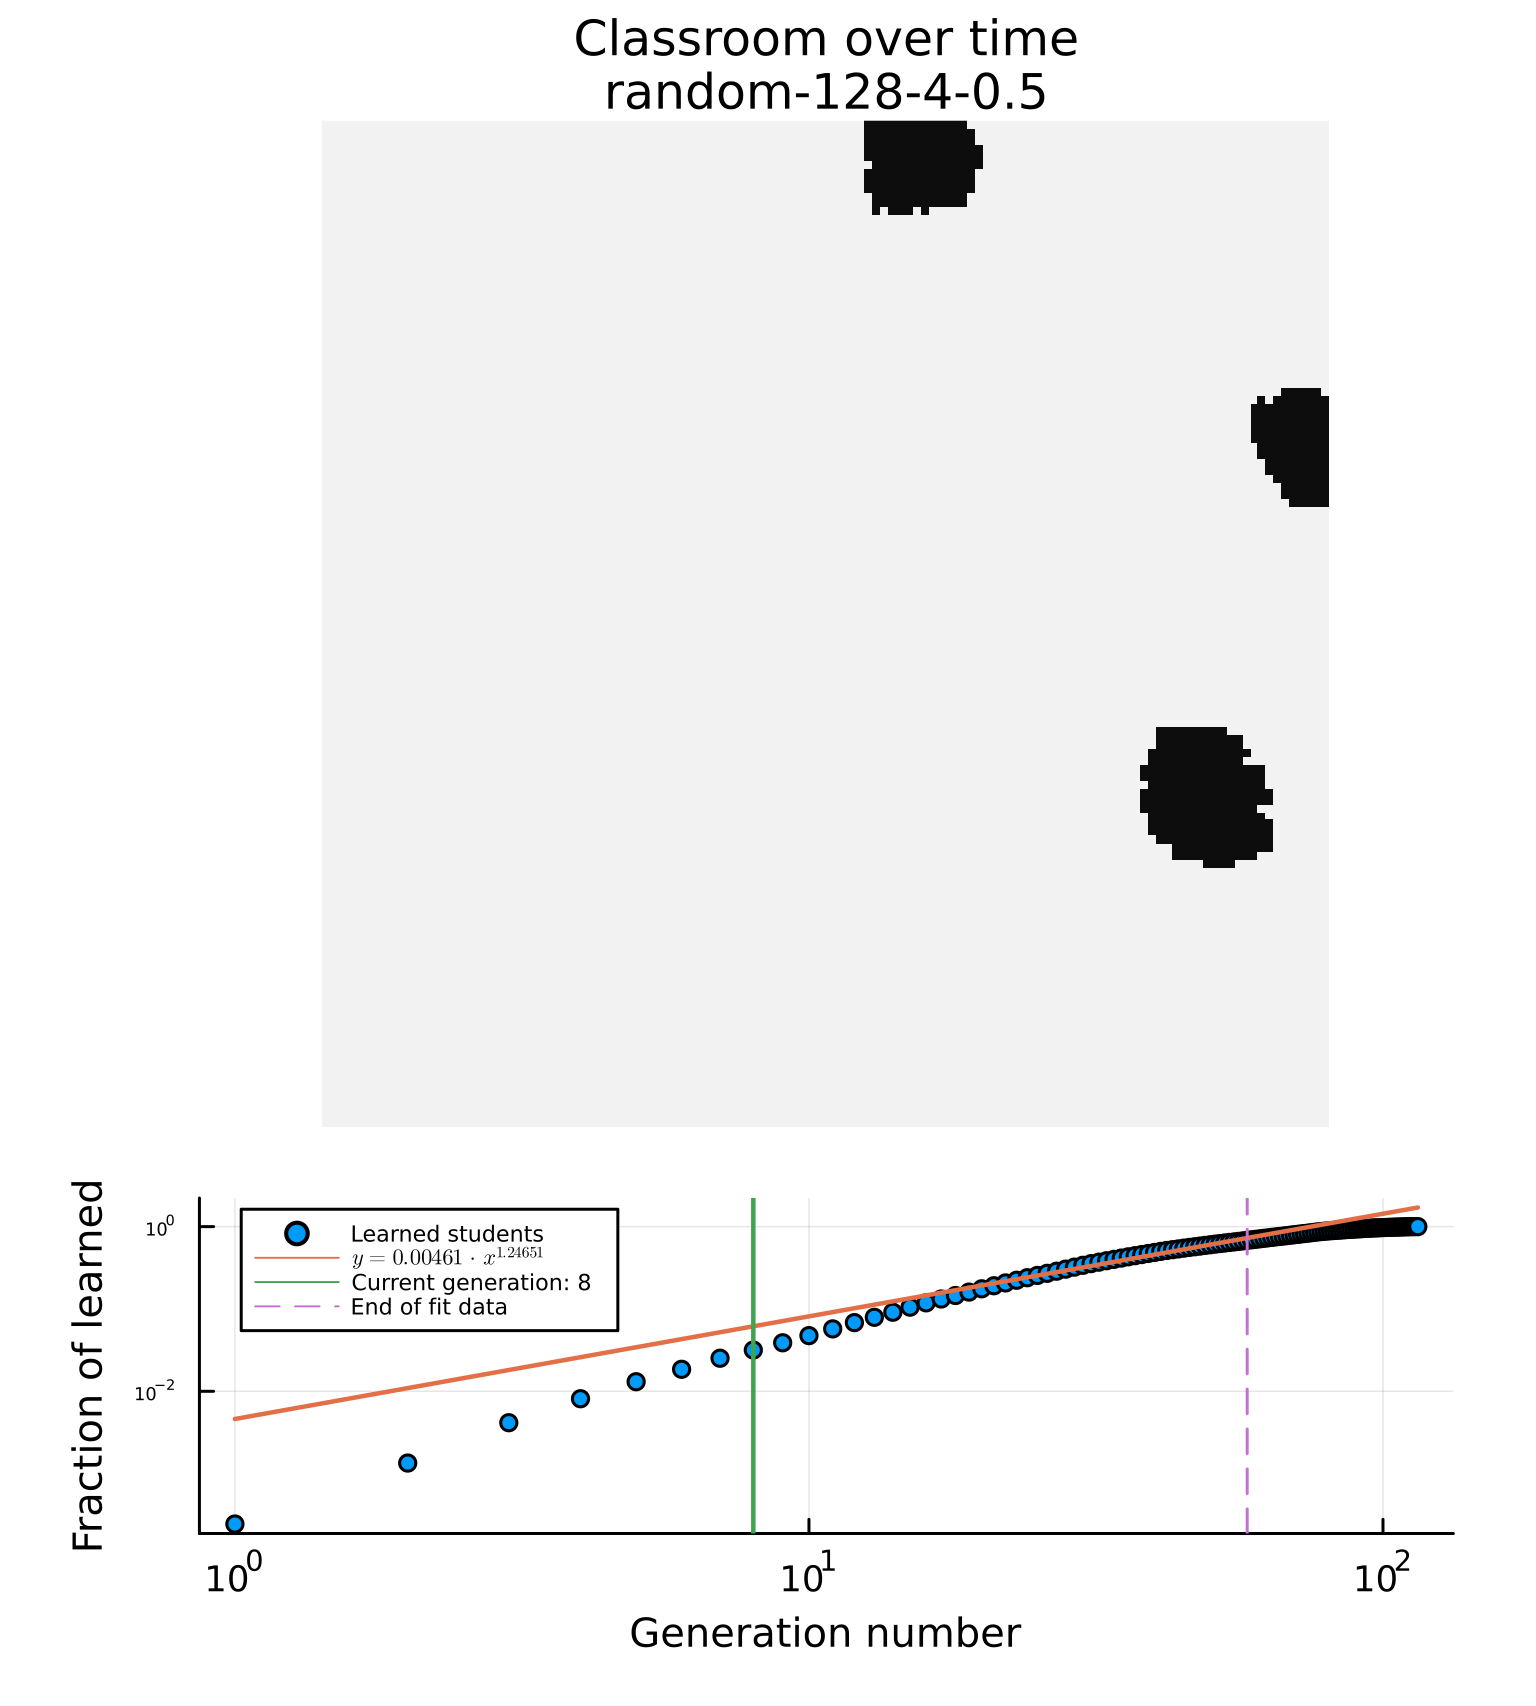 Classroom over time
random-128-4-0.5
Fraction of learned
10^0
10^-2
Learned students
y = 0.00461 · x^1.24651
Current generation: 8
End of fit data
10^0
10^1
10^2
Generation number